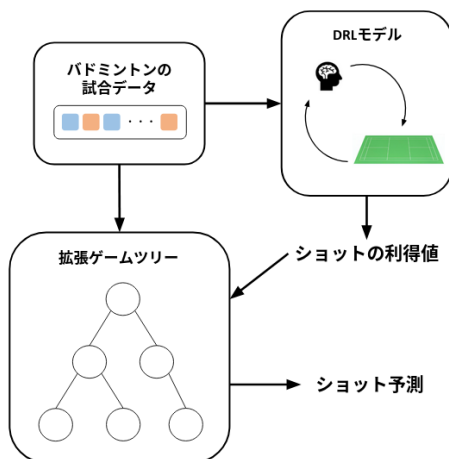 バドミントンの
試合データ
. . .
DRLモデル
拡張ゲームツリー
ショットの利得値
ショット予測